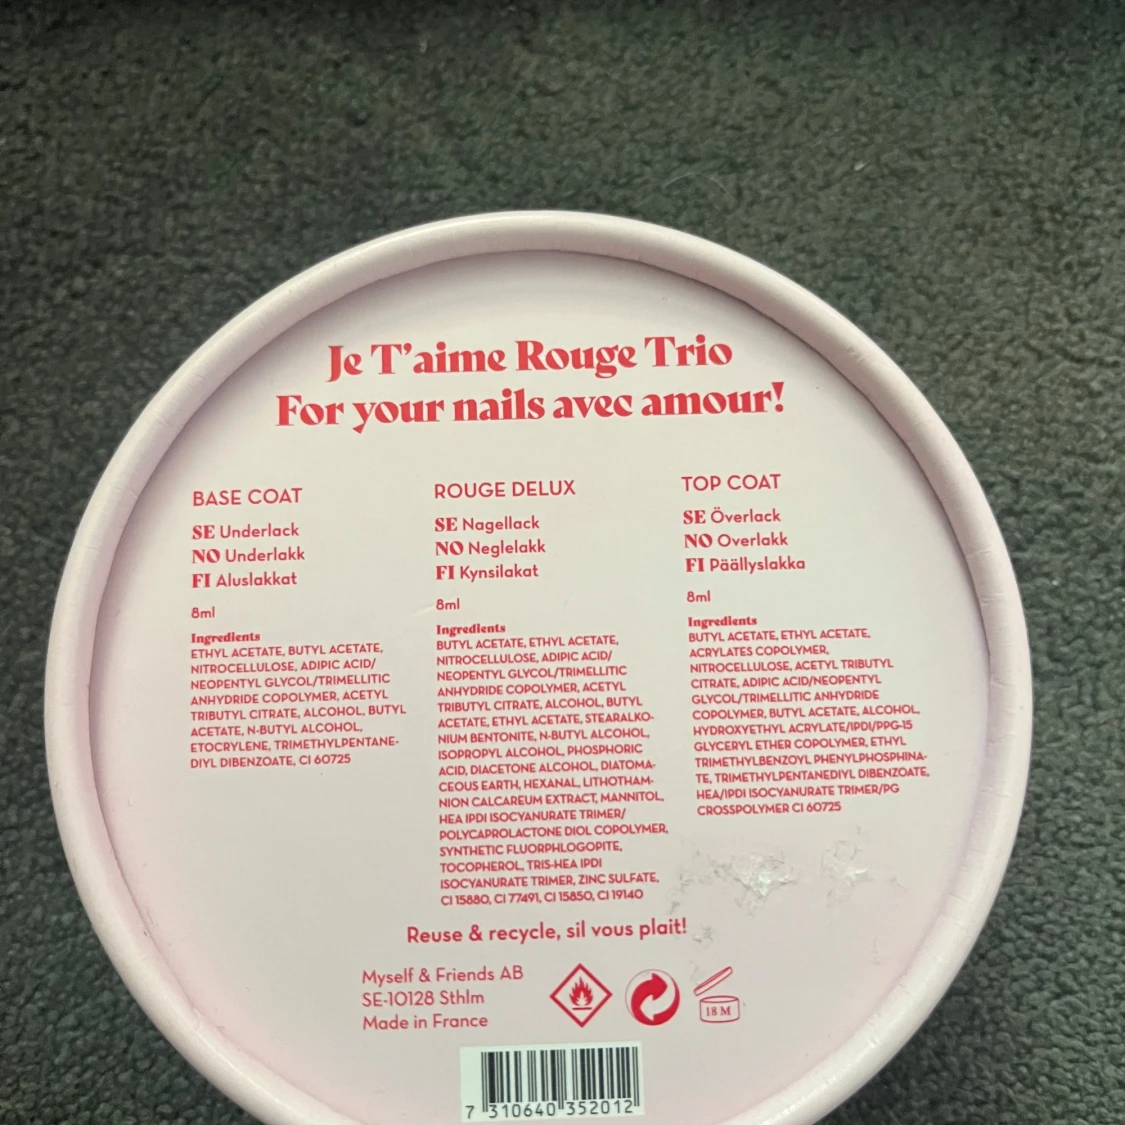 Je T'aime Rouge Trio
For your nails avec amour!
BASE COAT
SE Underlack
NO Underlakk
FI Aluslakkat
8ml
Ingredients
ETHYL ACETATE, BUTYL ACETATE,
NITROCELLULOSE, ADIPIC ACID/
NEOPENTYL GLYCOL/TRIMELLITIC
ANHYDRIDE COPOLYMER, ACETYL
TRIBUTYL CITRATE, ALCOHOL, BUTYL
ACETATE, N-BUTYL ALCOHOL,
ETOCRYLENE, TRIMETHYLPENTANE-
DIYL DIBENZOATE, CI 60725
ROUGE DELUX
SE Nagellack
NO Neglelakk
FI Kynsilakat
8ml
Ingredients
BUTYL ACETATE, ETHYL ACETATE,
NITROCELLULOSE, ADIPIC ACID/
NEOPENTYL GLYCOL/TRIMELLITIC
ANHYDRIDE COPOLYMER, ACETYL
TRIBUTYL CITRATE, ALCOHOL, BUTYL
ACETATE, ETHYL ACETATE, STEARALKO-
NIUM BENTONITE, N-BUTYL ALCOHOL,
ISOPROPYL ALCOHOL, PHOSPHORIC
ACID, DIACETONE ALCOHOL, DIATOMA-
CEOUS EARTH, HEXANAL, LITHOTHAM-
NION CALCAREUM EXTRACT, MANNITOL,
HEA IPDI ISOCYANURATE TRIMER/
POLYCAPROLACTONE DIOL COPOLYMER,
SYNTHETIC FLUORPHLOGOPITE,
TOCOPHEROL, TRIS-HEA IPDI
ISOCYANURATE TRIMER, ZINC SULFATE,
CI 15880, CI 77491, CI 15850, CI 19140
TOP COAT
SE Överlack
NO Overlakk
FI Päällyslakka
8ml
Ingredients
BUTYL ACETATE, ETHYL ACETATE,
ACRYLATES COPOLYMER,
NITROCELLULOSE, ACETYL TRIBUTYL
CITRATE, ADIPIC ACID/NEOPENTYL
GLYCOL/TRIMELLITIC ANHYDRIDE
COPOLYMER, BUTYL ACETATE, ALCOHOL,
HYDROXYETHYL ACRYLATE/IPDI/PPG-15
GLYCERYL ETHER COPOLYMER, ETHYL
TRIMETHYLBENZOYL PHENYLPHOSPHINA-
TE, TRIMETHYLPENTANEDIYL DIBENZOATE,
HEA/IPDI ISOCYANURATE TRIMER/PG
CROSSPOLYMER CI 60725
Reuse & recycle, sil vous plait!
Myself & Friends AB
SE-10128 Sthlm
Made in France
18 M
7 310640 352012